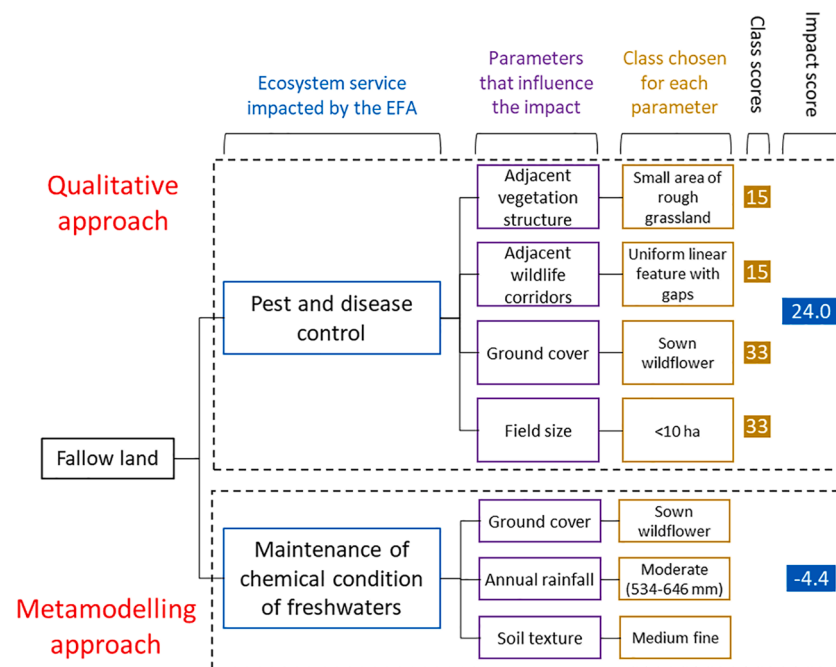 Ecosystem service
impacted by the EFA
Parameters
that influence
the impact
Class chosen
for each
parameter
Class scores
Impact score
Qualitative
approach
Adjacent
vegetation
structure
Small area of
rough
grassland
15
Adjacent
wildlife
corridors
Uniform linear
feature with
gaps
15
Pest and disease
control
24.0
Ground cover
Sown
wildflower
33
Field size
<10 ha
33
Fallow land
Ground cover
Sown
wildflower
Maintenance of
chemical condition
of freshwaters
Annual rainfall
Moderate
(534-646 mm)
-4.4
Metamodelling
approach
Soil texture
Medium fine